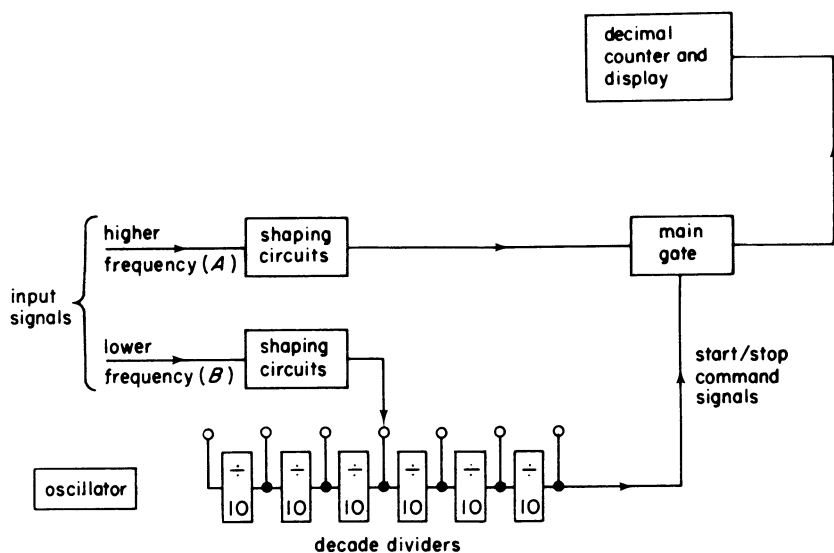 decimal
counter and
display
higher
frequency (A)
shaping
circuits
main
gate
input
signals
lower
frequency (B)
shaping
circuits
start/stop
command
signals
oscillator
÷
10
÷
10
÷
10
÷
10
÷
10
÷
10
decade dividers